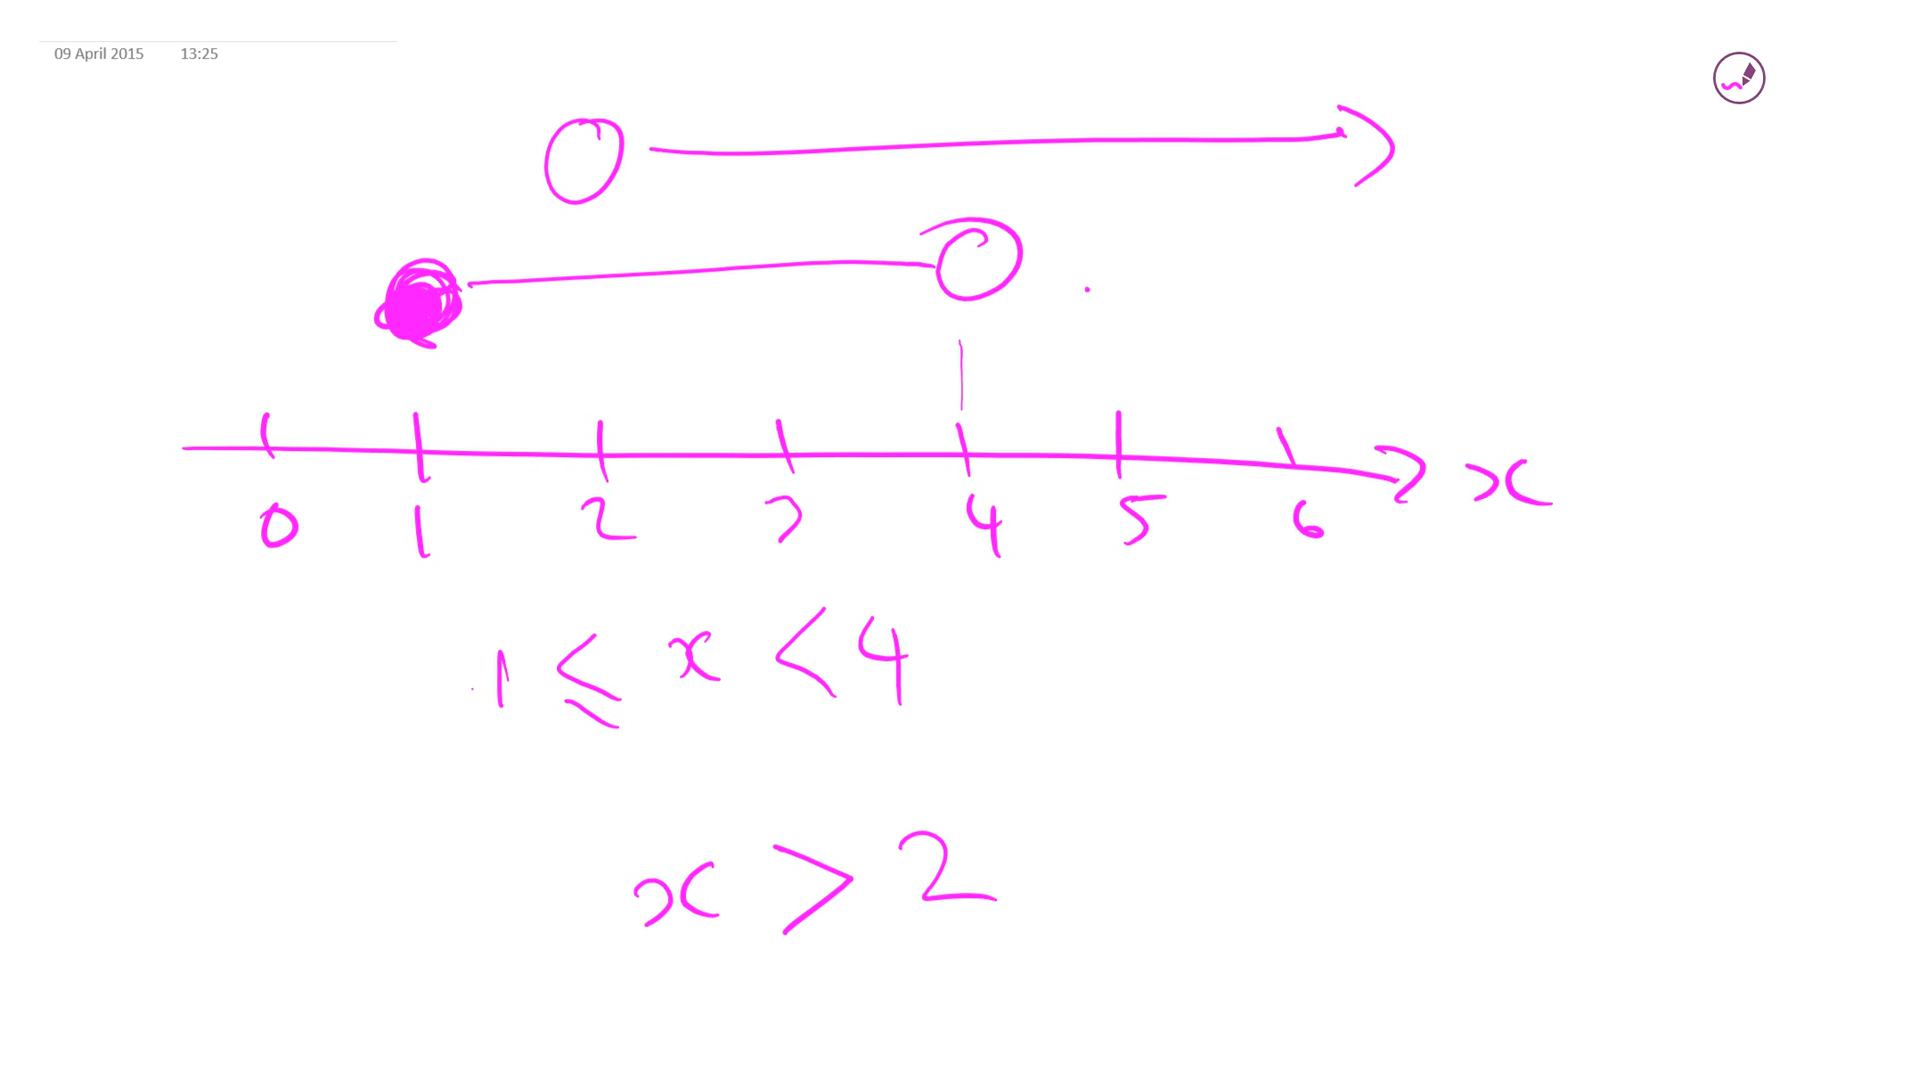 09 April 2015 13:25
x
0 1 2 3 4 5 6
1 ≤ x < 4
x > 2